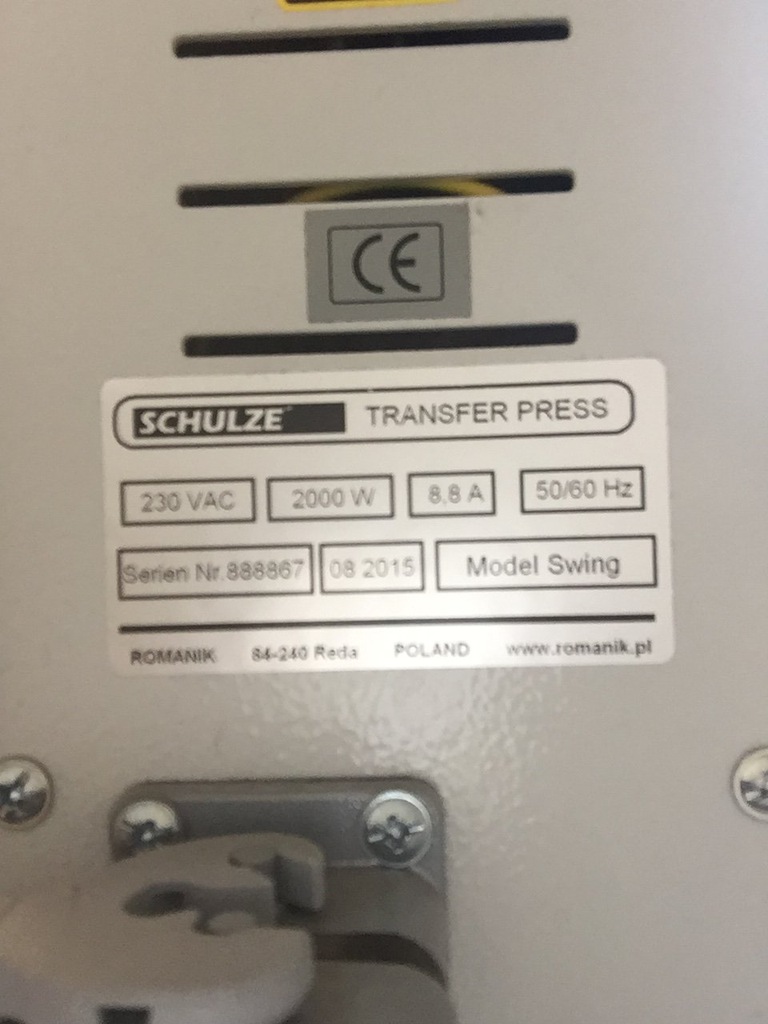 CE
SCHULZE TRANSFER PRESS
230 VAC 2000 W 8,8 A 50/60 Hz
Serien Nr.888867 08 2015 Model Swing
ROMANIK 84-240 Reda POLAND www.romanik.pl